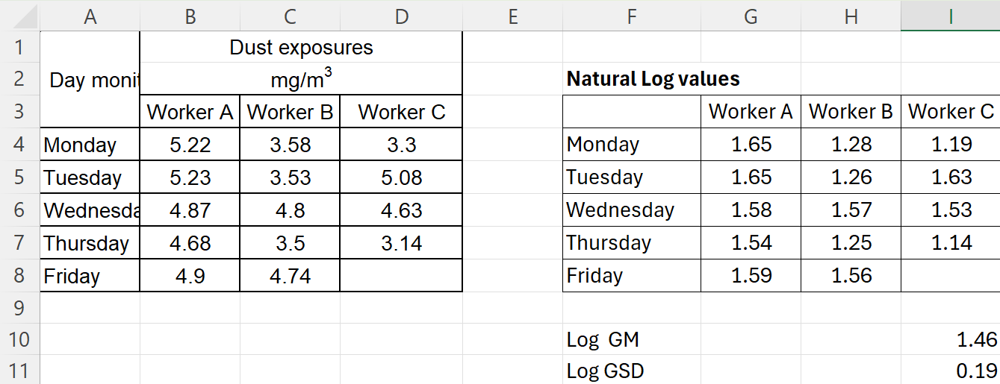 A B C D E F G H I
1 Dust exposures
2 Day monit mg/m³ Natural Log values
3 Worker A Worker B Worker C Worker A Worker B Worker C
4 Monday 5.22 3.58 3.3 Monday 1.65 1.28 1.19
5 Tuesday 5.23 3.53 5.08 Tuesday 1.65 1.26 1.63
6 Wednesda 4.87 4.8 4.63 Wednesday 1.58 1.57 1.53
7 Thursday 4.68 3.5 3.14 Thursday 1.54 1.25 1.14
8 Friday 4.9 4.74 Friday 1.59 1.56
9
10 Log GM 1.46
11 Log GSD 0.19